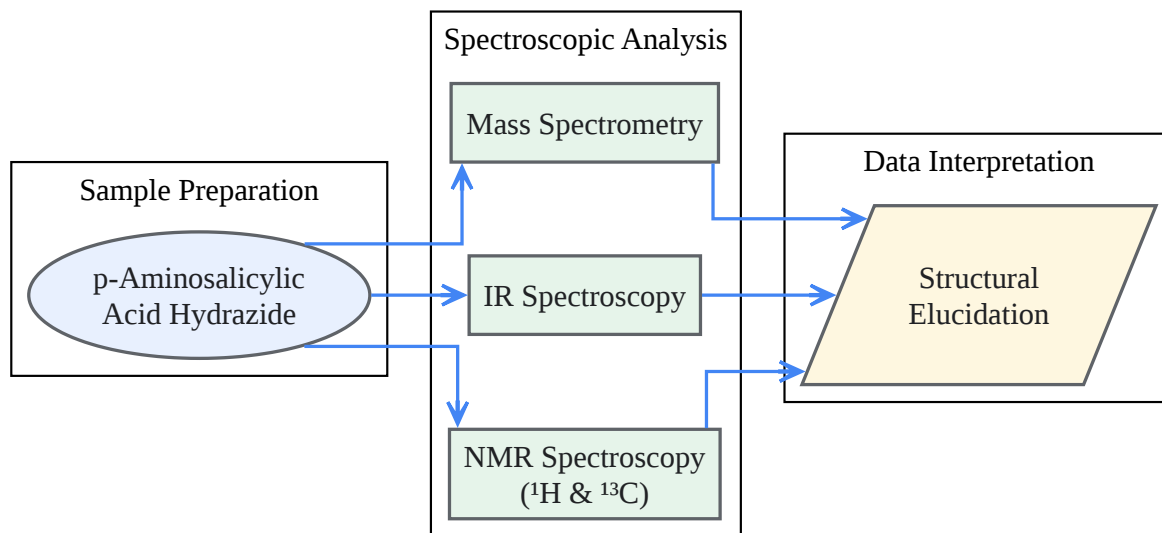 Sample Preparation
p-Aminosalicylic
Acid Hydrazide
Spectroscopic Analysis
Mass Spectrometry
IR Spectroscopy
NMR Spectroscopy
(¹H & ¹³C)
Data Interpretation
Structural
Elucidation